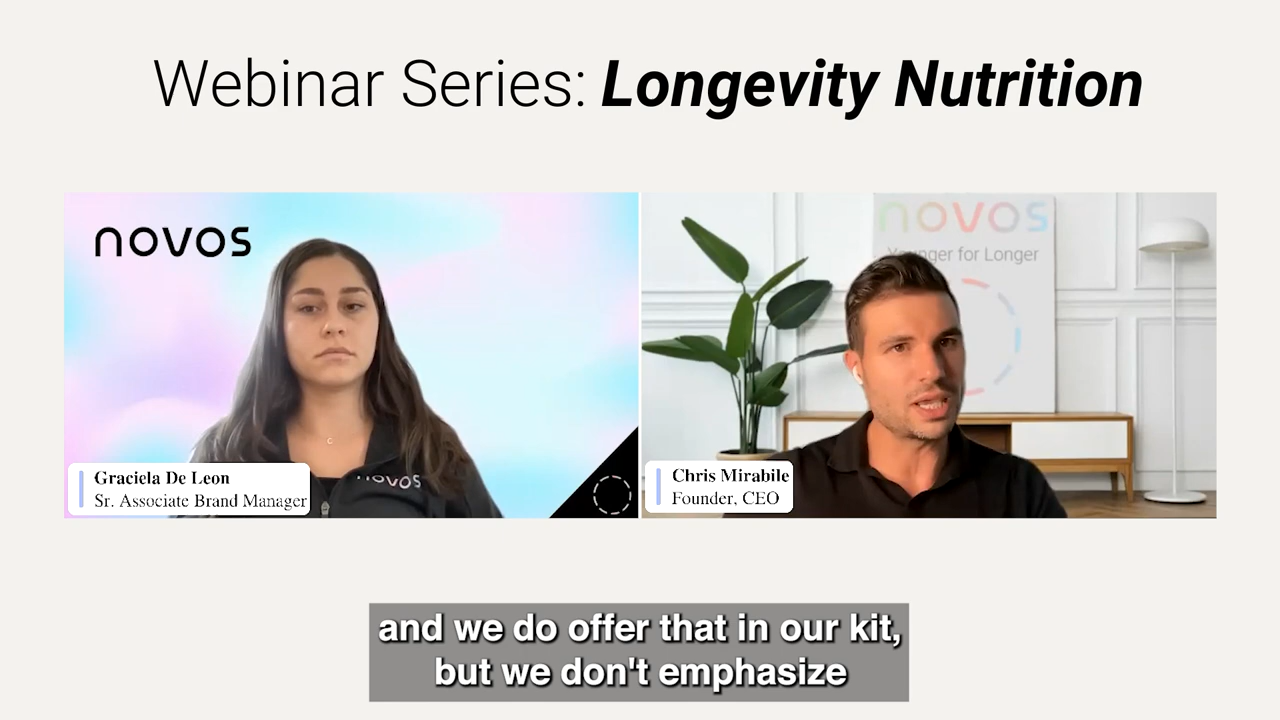 Webinar Series: Longevity Nutrition
novos
novos
Younger for Longer
novos
Graciela De Leon
Sr. Associate Brand Manager
Chris Mirabile
Founder, CEO
and we do offer that in our kit,
but we don't emphasize